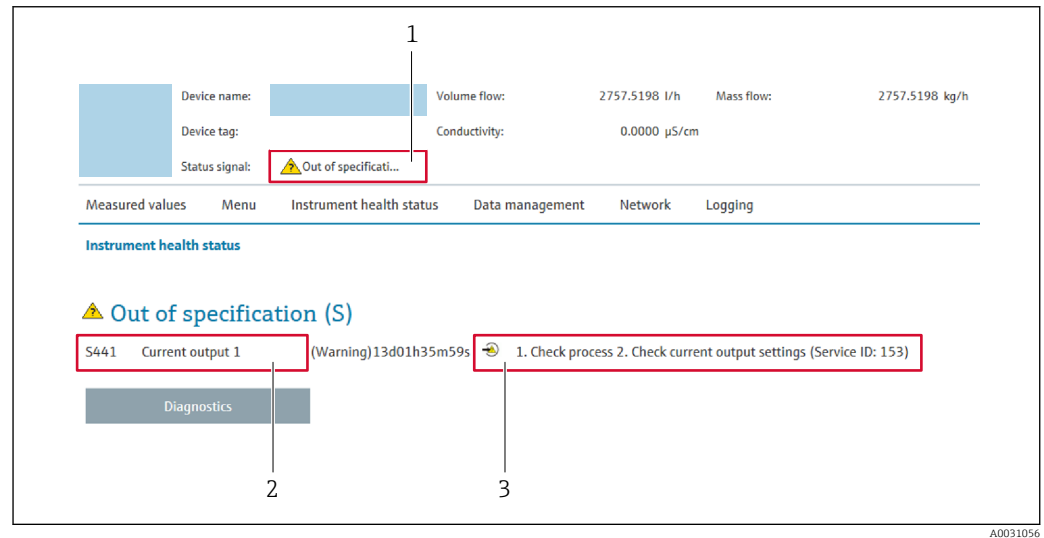 1
Device name: Volume flow: 2757.5198 l/h Mass flow: 2757.5198 kg/h
Device tag: Conductivity: 0.0000 µS/cm
Status signal: Out of specificati...
Measured values Menu Instrument health status Data management Network Logging
Instrument health status
Out of specification (S)
S441 Current output 1 (Warning)13d01h35m59s 1. Check process 2. Check current output settings (Service ID: 153)
Diagnostics
2 3
A0031056